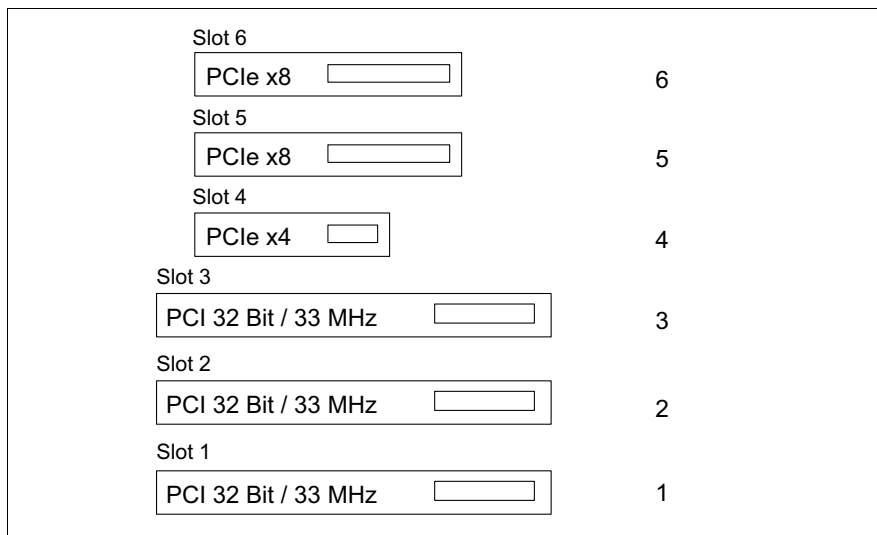 Slot 6
PCIe x8 6
Slot 5
PCIe x8 5
Slot 4
PCIe x4 4
Slot 3
PCI 32 Bit / 33 MHz 3
Slot 2
PCI 32 Bit / 33 MHz 2
Slot 1
PCI 32 Bit / 33 MHz 1